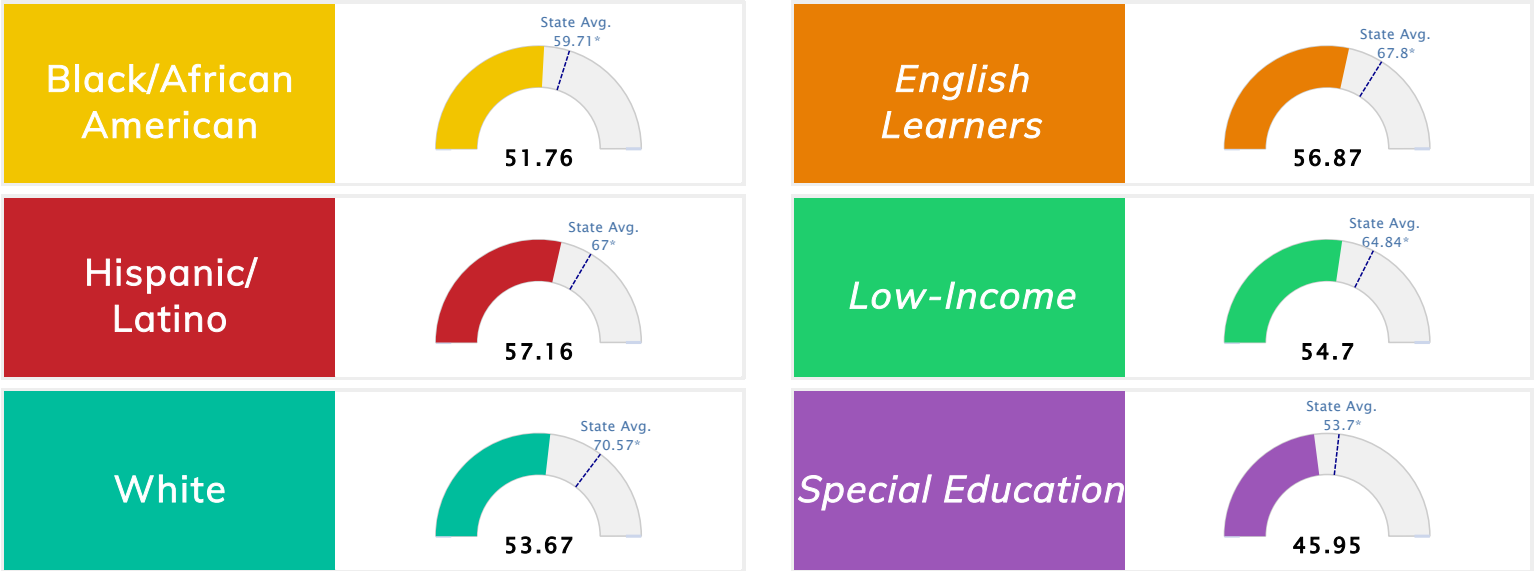 Black/African
American
State Avg.
59.71*
51.76
English
Learners
State Avg.
67.8*
56.87
Hispanic/
Latino
State Avg.
67*
57.16
Low-Income
State Avg.
64.84*
54.7
White
State Avg.
70.57*
53.67
Special Education
State Avg.
53.7*
45.95